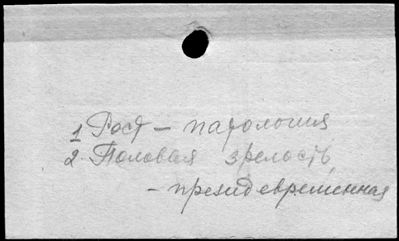 1 Рост – патология
2. Половая зрелость
– преждевременная